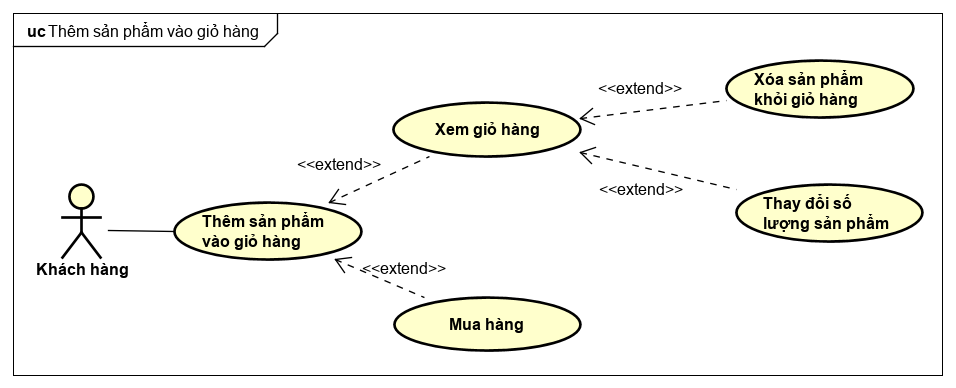 uc Thêm sản phẩm vào giỏ hàng
Xóa sản phẩm
khỏi giỏ hàng
<<extend>>
Xem giỏ hàng
<<extend>>
<<extend>>
Thay đổi số
lượng sản phẩm
Thêm sản phẩm
vào giỏ hàng
Khách hàng
<<extend>>
Mua hàng